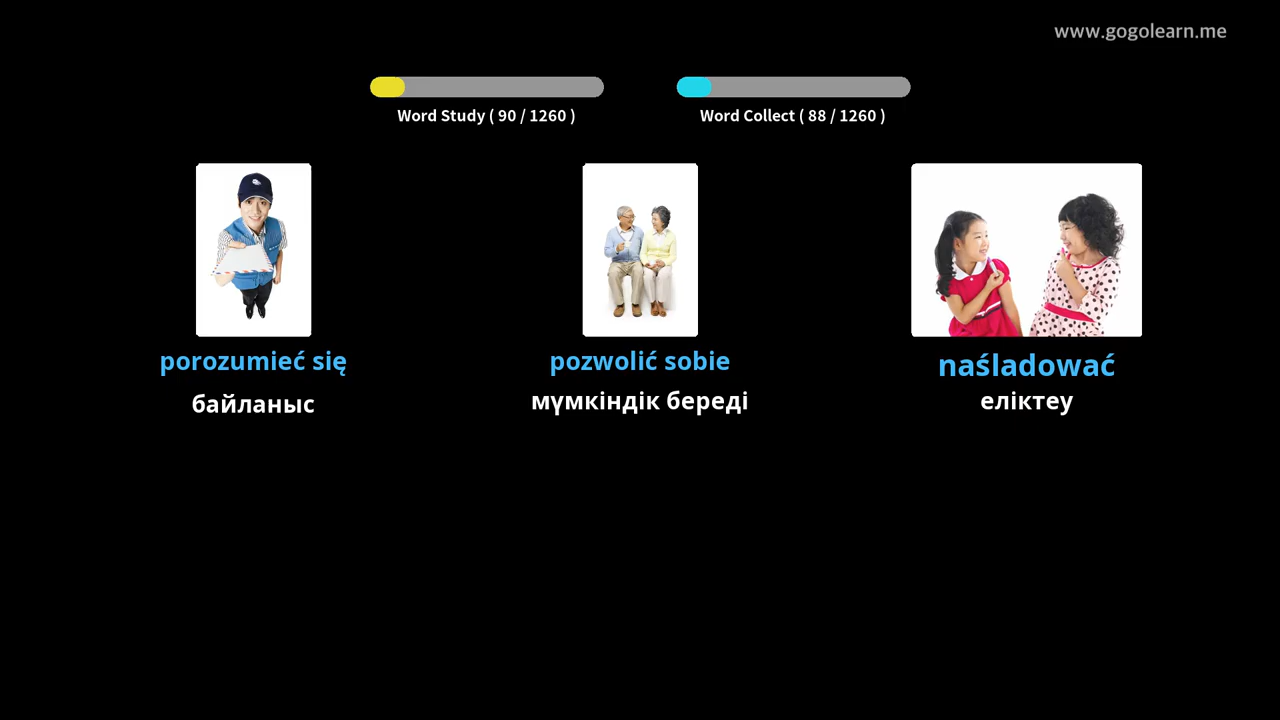 www.gogolearn.me
Word Study ( 90 / 1260 )
Word Collect ( 88 / 1260 )
porozumieć się
pozwolić sobie
naśladować
байланыс
мүмкіндік береді
еліктеу